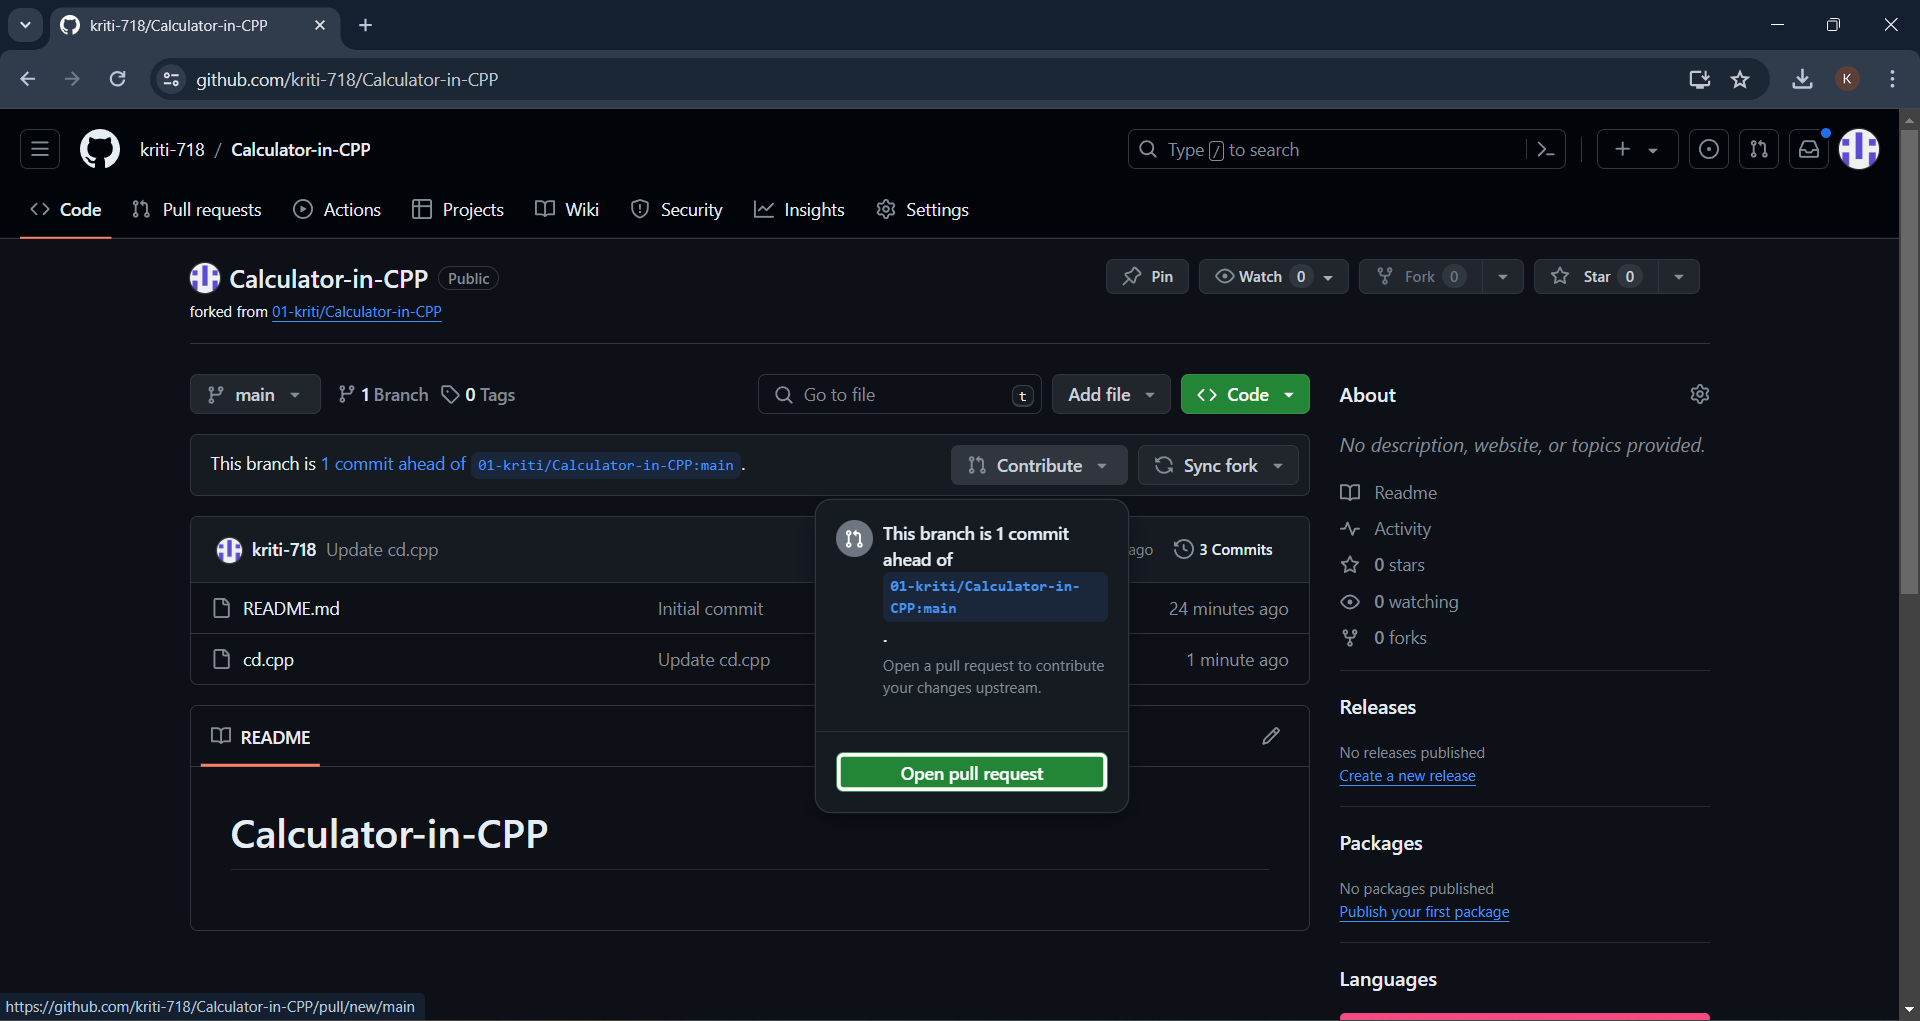 kriti-718/Calculator-in-CPP
github.com/kriti-718/Calculator-in-CPP
K
kriti-718 / Calculator-in-CPP
Type / to search
Code Pull requests Actions Projects Wiki Security Insights Settings
Calculator-in-CPP Public
Pin Watch 0 Fork 0 Star 0
forked from 01-kriti/Calculator-in-CPP
main 1 Branch 0 Tags Go to file t Add file Code
This branch is 1 commit ahead of 01-kriti/Calculator-in-CPP:main . Contribute Sync fork
kriti-718 Update cd.cpp ago 3 Commits
README.md Initial commit 24 minutes ago
cd.cpp Update cd.cpp 1 minute ago
This branch is 1 commit
ahead of
01-kriti/Calculator-in-
CPP:main
.
Open a pull request to contribute
your changes upstream.
Open pull request
README
Calculator-in-CPP
About
No description, website, or topics provided.
Readme
Activity
0 stars
0 watching
0 forks
Releases
No releases published
Create a new release
Packages
No packages published
Publish your first package
Languages
https://github.com/kriti-718/Calculator-in-CPP/pull/new/main